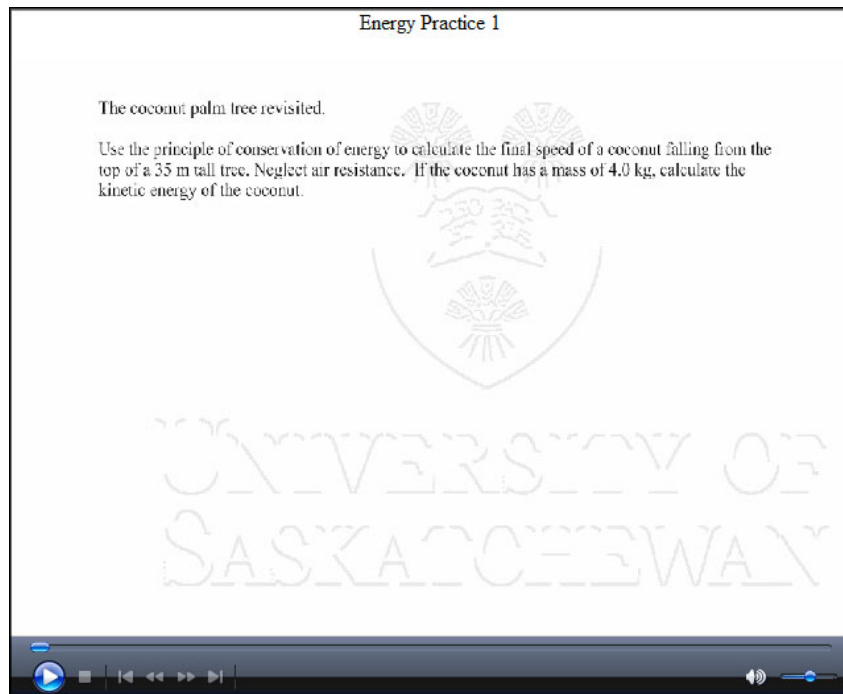 Energy Practice 1
The coconut palm tree revisited.
Use the principle of conservation of energy to calculate the final speed of a coconut falling from the
top of a 35 m tall tree. Neglect air resistance.  If the coconut has a mass of 4.0 kg, calculate the
kinetic energy of the coconut.
UNIVERSITY OF
SASKATCHEWAN